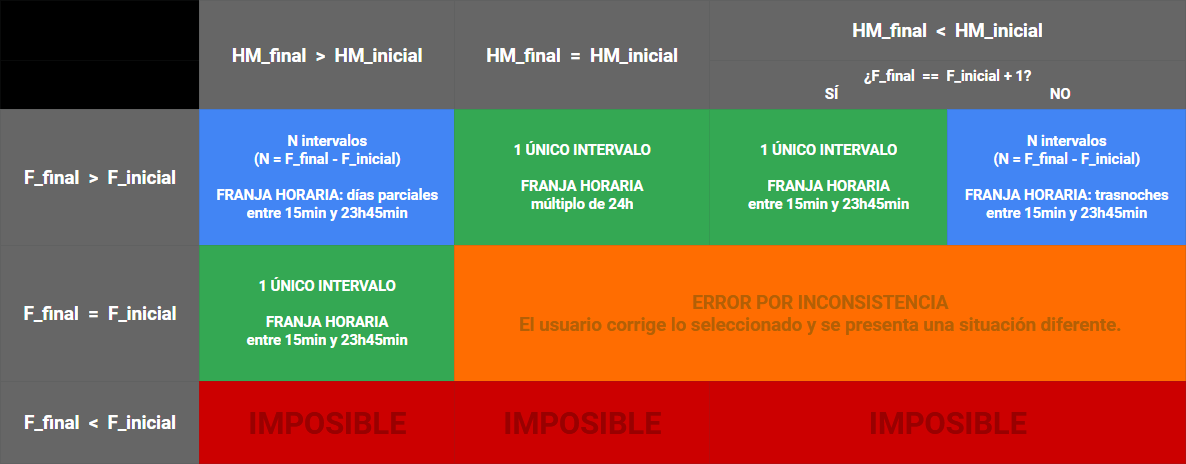 HM_final > HM_inicial
HM_final = HM_inicial
HM_final < HM_inicial
¿F_final == F_inicial + 1?
SÍ
NO
F_final > F_inicial
N intervalos
(N = F_final - F_inicial)
FRANJA HORARIA: días parciales
entre 15min y 23h45min
1 ÚNICO INTERVALO
FRANJA HORARIA
múltiplo de 24h
1 ÚNICO INTERVALO
FRANJA HORARIA
entre 15min y 23h45min
N intervalos
(N = F_final - F_inicial)
FRANJA HORARIA: trasnoches
entre 15min y 23h45min
F_final = F_inicial
1 ÚNICO INTERVALO
FRANJA HORARIA
entre 15min y 23h45min
ERROR POR INCONSISTENCIA
El usuario corrige lo seleccionado y se presenta una situación diferente.
F_final < F_inicial
IMPOSIBLE
IMPOSIBLE
IMPOSIBLE